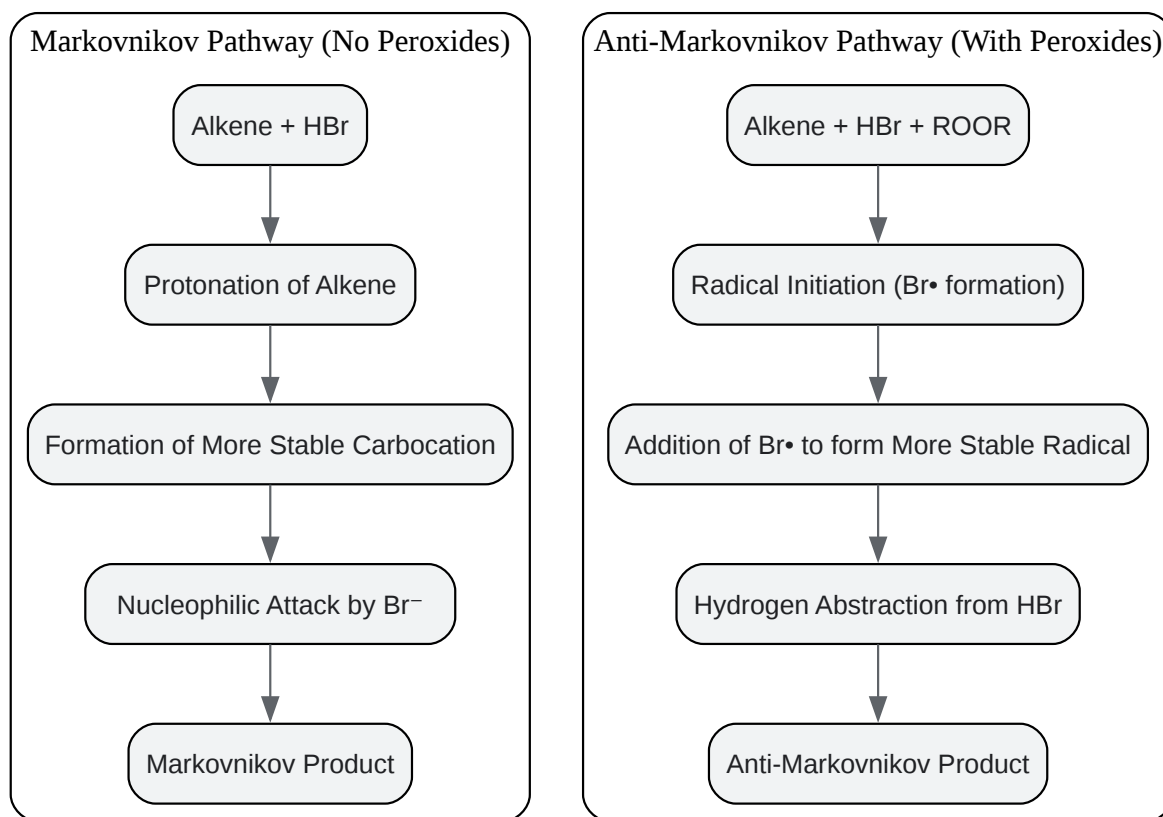 Markovnikov Pathway (No Peroxides)
Alkene + HBr
Protonation of Alkene
Formation of More Stable Carbocation
Nucleophilic Attack by Br⁻
Markovnikov Product
Anti-Markovnikov Pathway (With Peroxides)
Alkene + HBr + ROOR
Radical Initiation (Br• formation)
Addition of Br• to form More Stable Radical
Hydrogen Abstraction from HBr
Anti-Markovnikov Product